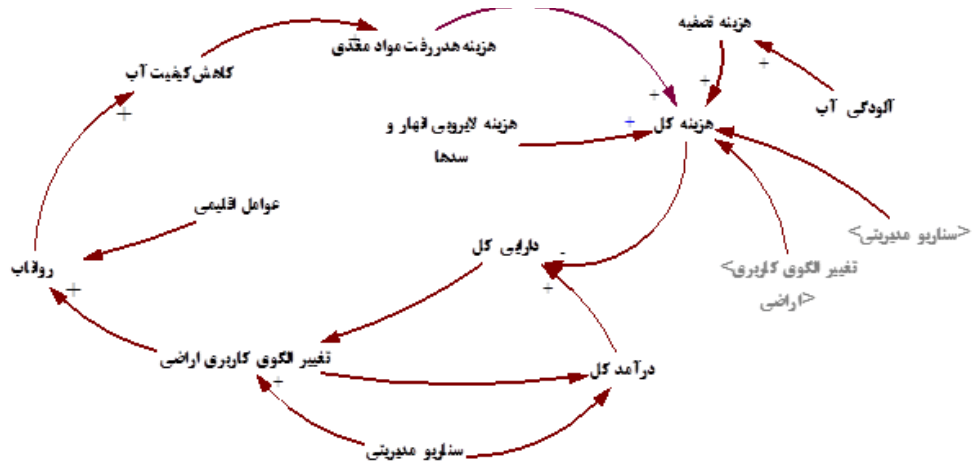 هزینه قصفیه
هزینه هدررفت مواد مغذی
کاهش کیفیت آب
آلودگی آب
هزینه کل
هزینه لایروبی انهار و
سدها
عوامل اقلیمی
<سناریو مدیریتی>
دارایی کل
<تغییر الگوی کاربری
اراضی>
رواناب
تغییر الگوی کاربری اراضی
درآمد کل
سناریو مدیریتی